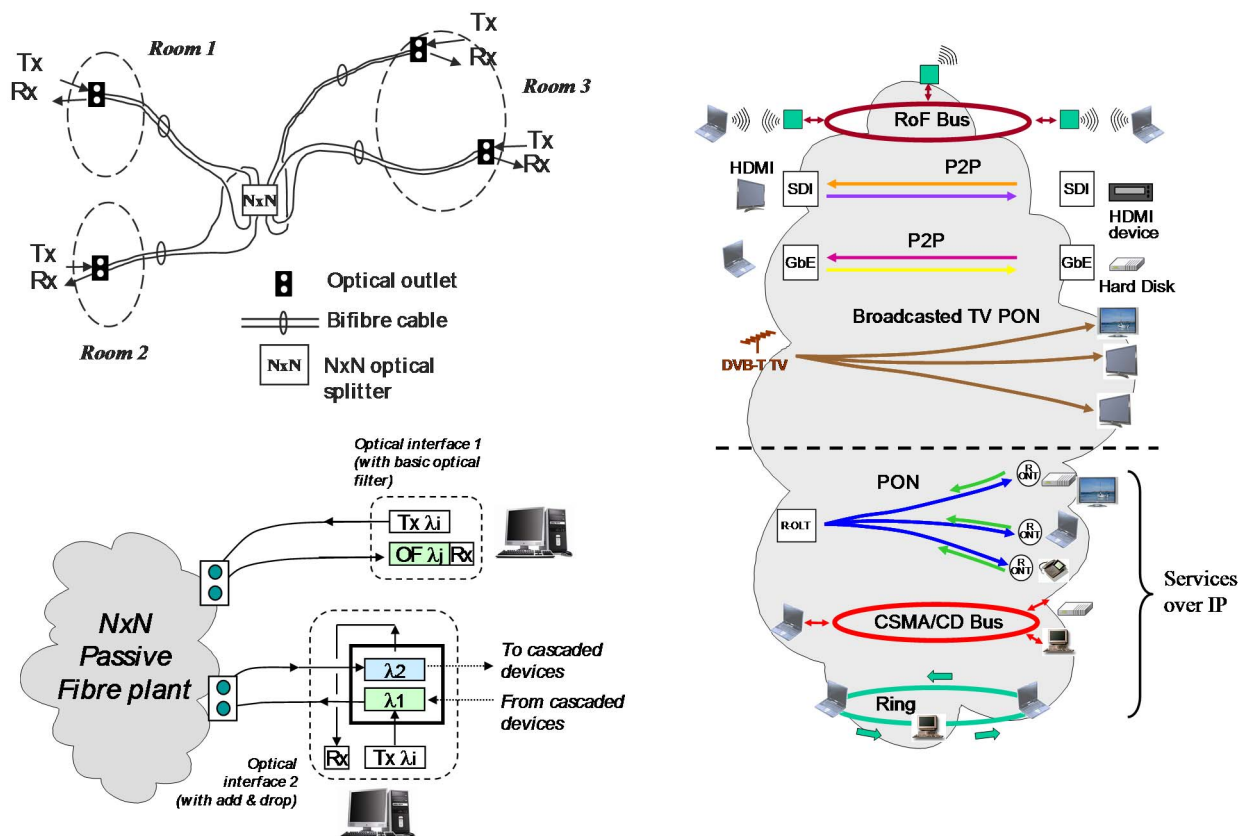 Room 1
Tx
Rx
Tx
Rx
Room 3
Tx
Rx
NxN
Tx
Rx
Room 2
Optical outlet
Bifibre cable
NxN
NxN optical
splitter
Optical interface 1
(with basic optical
filter)
Tx λi
OF λj Rx
NxN
Passive
Fibre plant
λ2
λ1
To cascaded
devices
From cascaded
devices
Rx
Tx λi
Optical
interface 2
(with add & drop)
RoF Bus
HDMI
P2P
SDI
SDI
HDMI
device
P2P
GbE
GbE
Hard Disk
Broadcasted TV PON
DVB-T TV
PON
R-OLT
R
ONT
R
ONT
R
ONT
Services
over IP
CSMA/CD Bus
Ring